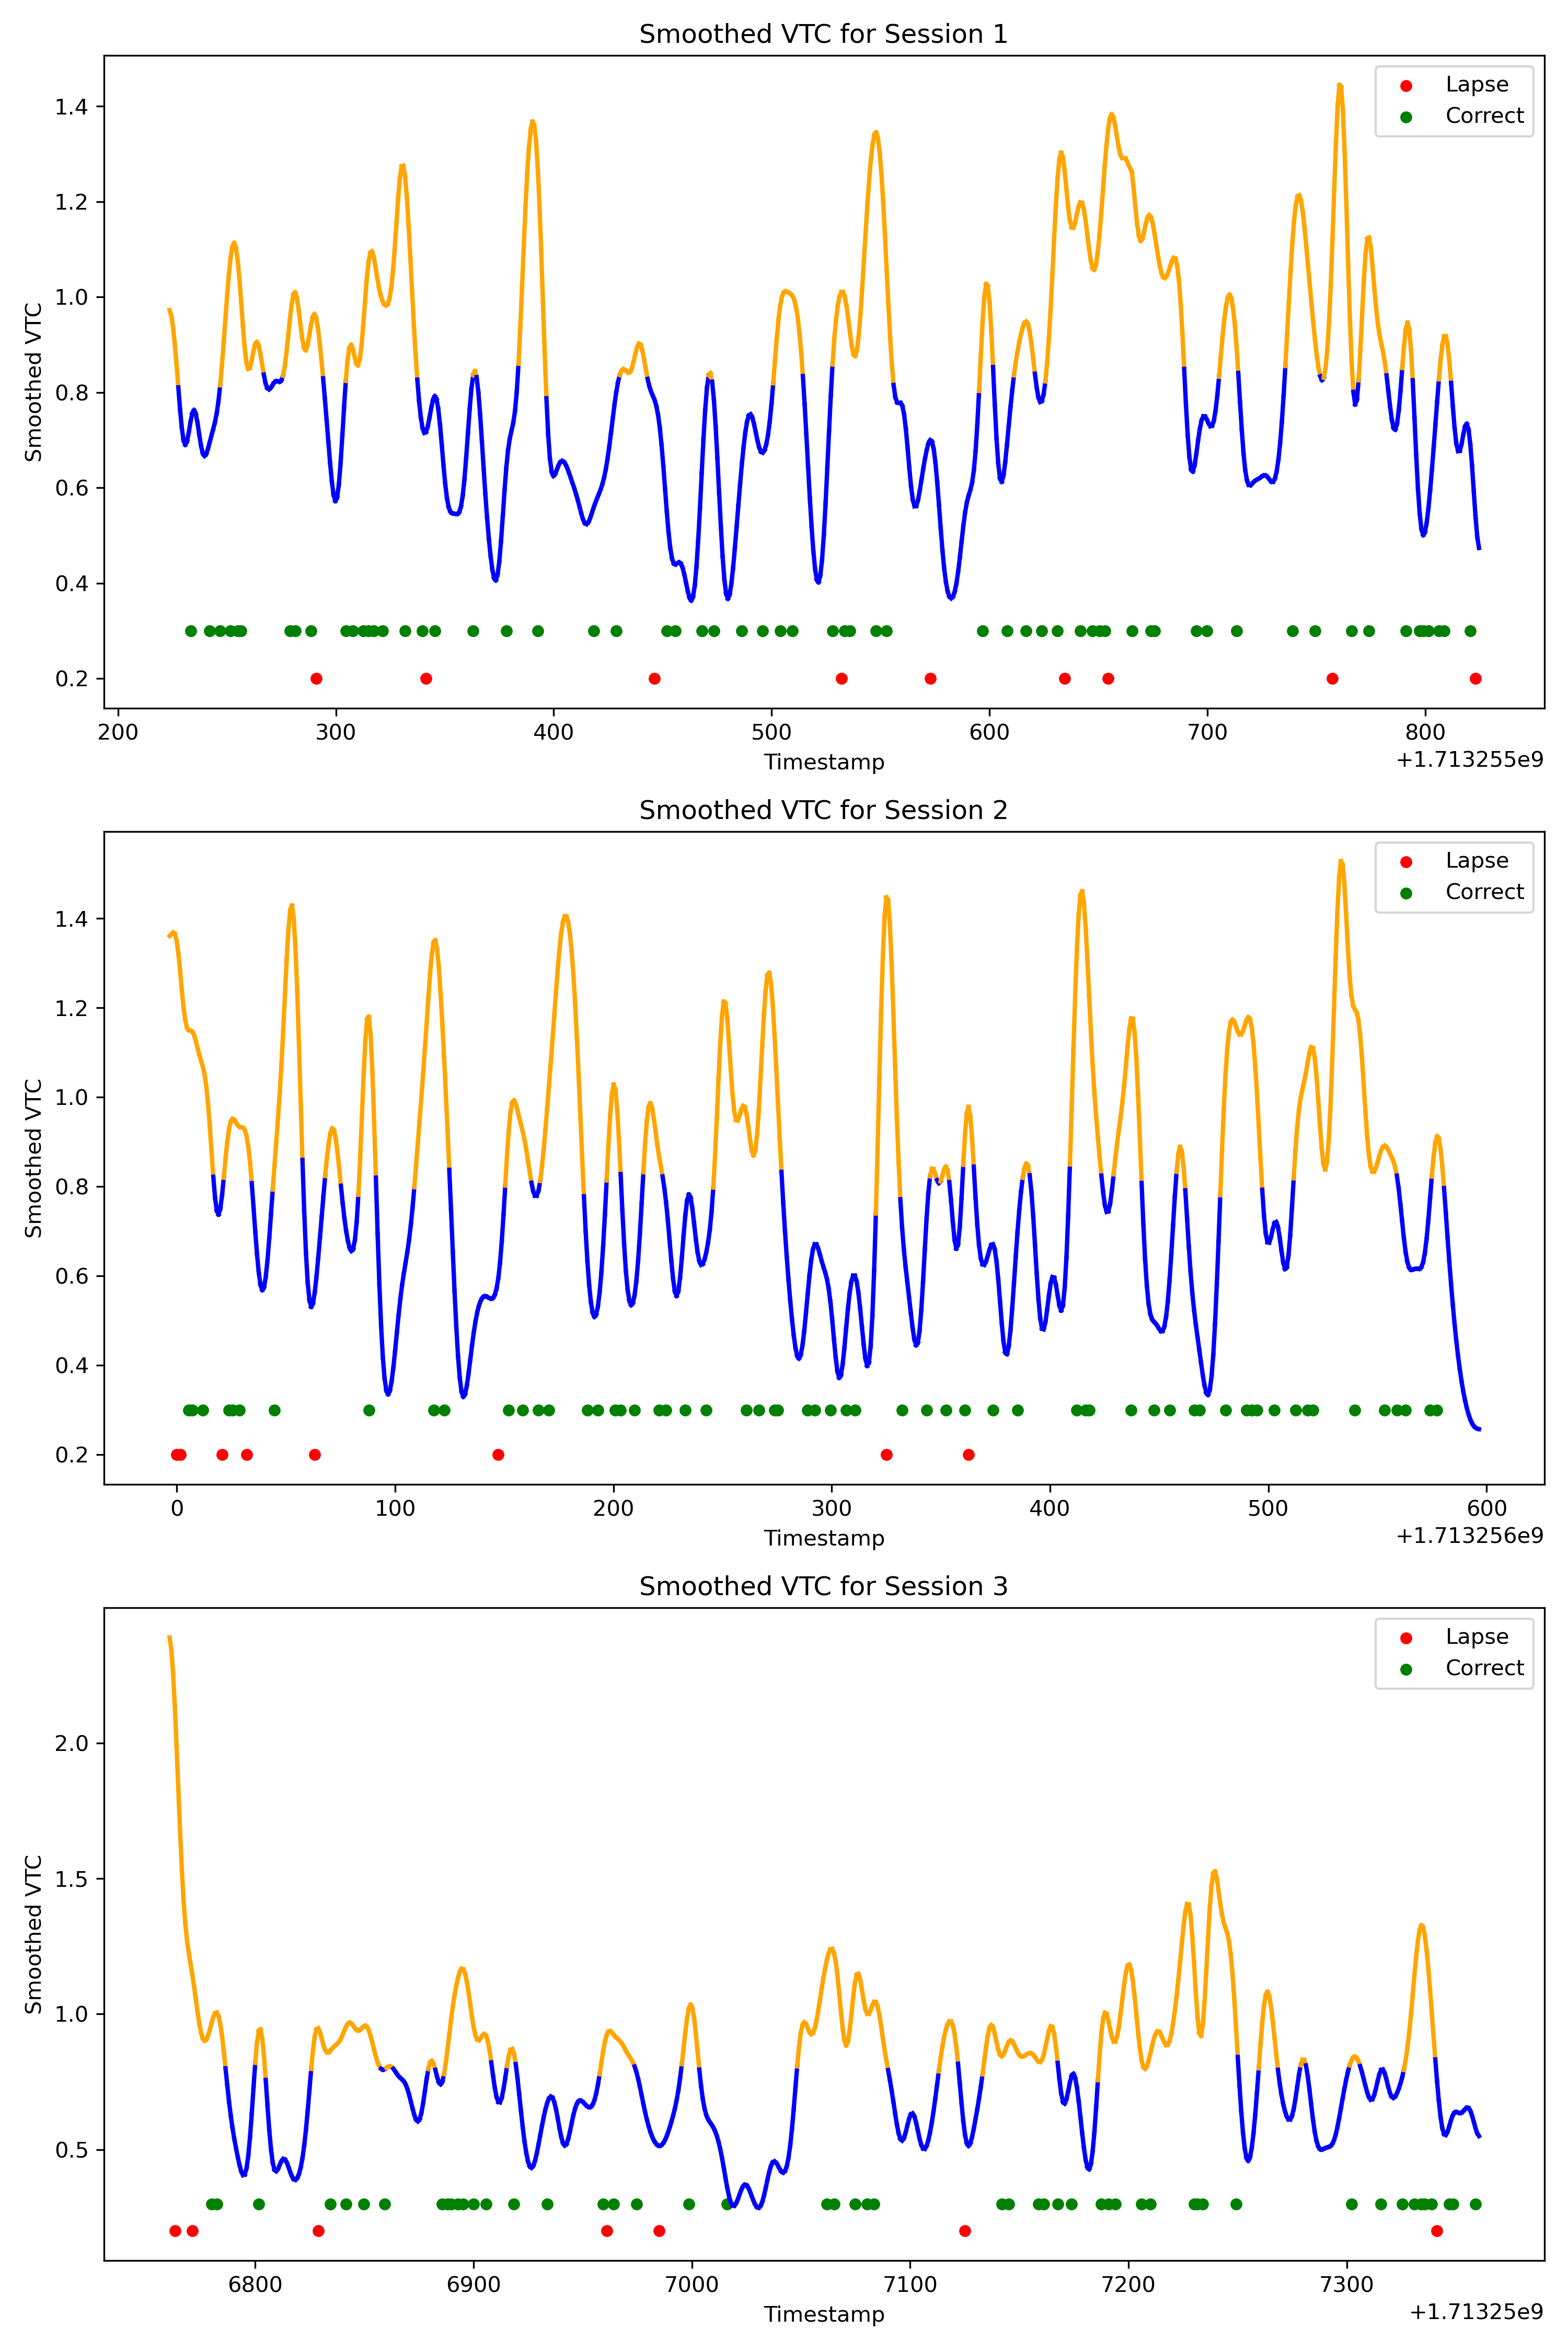 Smoothed VTC for Session 1
Lapse
Correct
1.4
1.2
1.0
0.8
0.6
0.4
0.2
Smoothed VTC
200 300 400 500 600 700 800
Timestamp
+1.713255e9
Smoothed VTC for Session 2
Lapse
Correct
1.4
1.2
1.0
0.8
0.6
0.4
0.2
Smoothed VTC
0 100 200 300 400 500 600
Timestamp
+1.713256e9
Smoothed VTC for Session 3
Lapse
Correct
2.0
1.5
1.0
0.5
Smoothed VTC
6800 6900 7000 7100 7200 7300
Timestamp
+1.71325e9